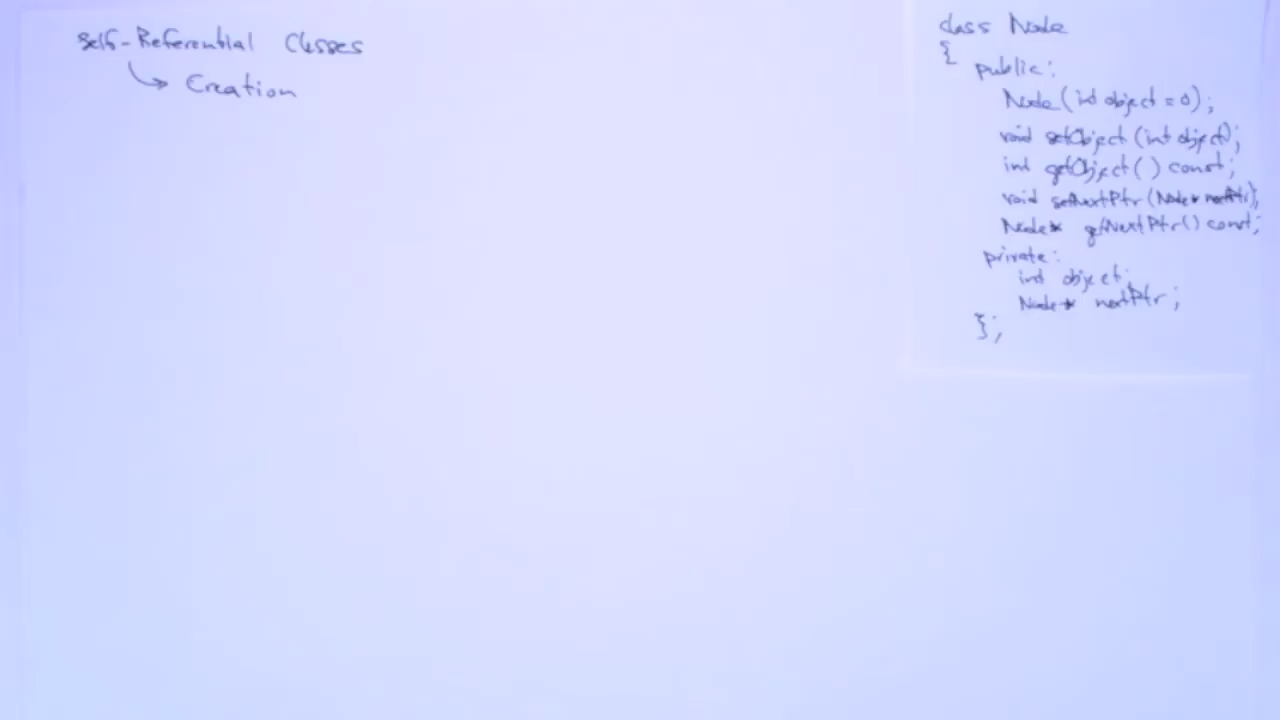 Self-Referential Classes
Creation
class Node
{
public:
Node(int object = 0);
void setObject(int object);
int getObject() const;
void setNextPtr(Node* nextPtr);
Node* getNextPtr() const;
private:
int object;
Node* nextPtr;
};